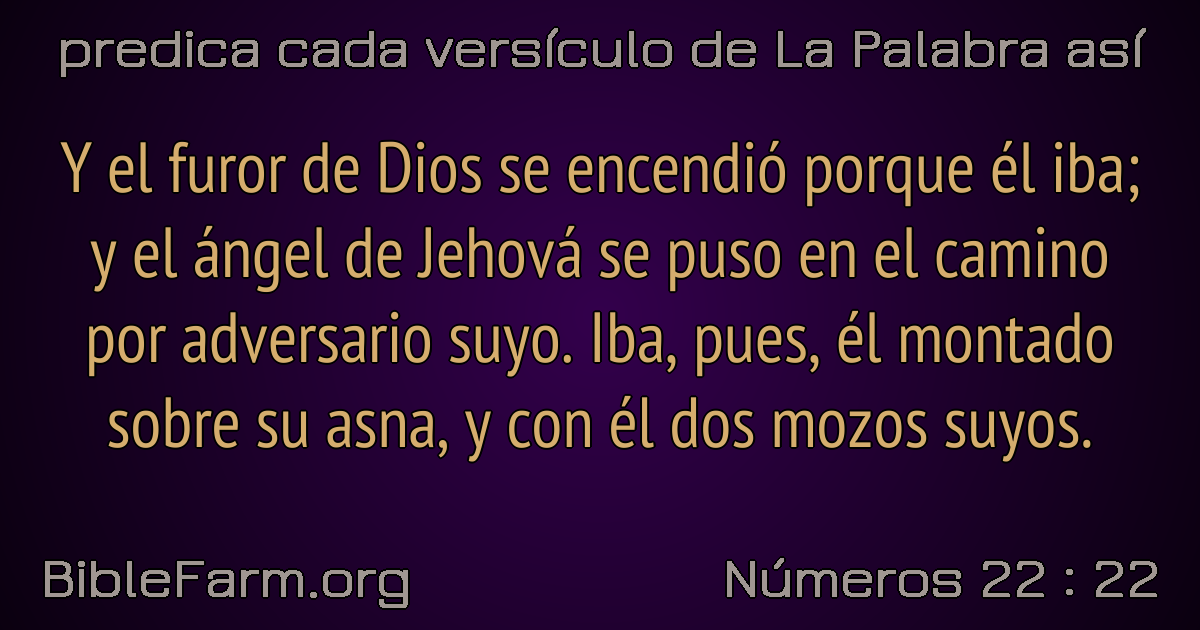 predica cada versículo de La Palabra así
Y el furor de Dios se encendió porque él iba;
y el ángel de Jehová se puso en el camino
por adversario suyo. Iba, pues, él montado
sobre su asna, y con él dos mozos suyos.
BibleFarm.org
Números 22 : 22